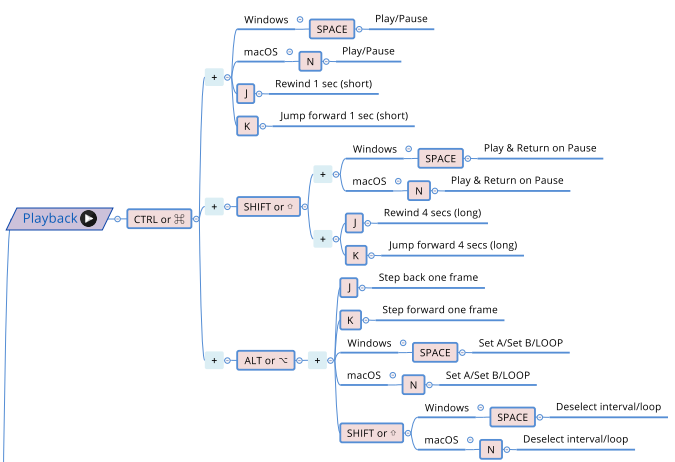 Playback
CTRL or ⌘
+
Windows SPACE Play/Pause
macOS N Play/Pause
J Rewind 1 sec (short)
K Jump forward 1 sec (short)
+
SHIFT or ⇧
+
Windows SPACE Play & Return on Pause
macOS N Play & Return on Pause
+
J Rewind 4 secs (long)
K Jump forward 4 secs (long)
+
ALT or ⌥
+
J Step back one frame
K Step forward one frame
Windows SPACE Set A/Set B/LOOP
macOS N Set A/Set B/LOOP
SHIFT or ⇧
Windows SPACE Deselect interval/loop
macOS N Deselect interval/loop